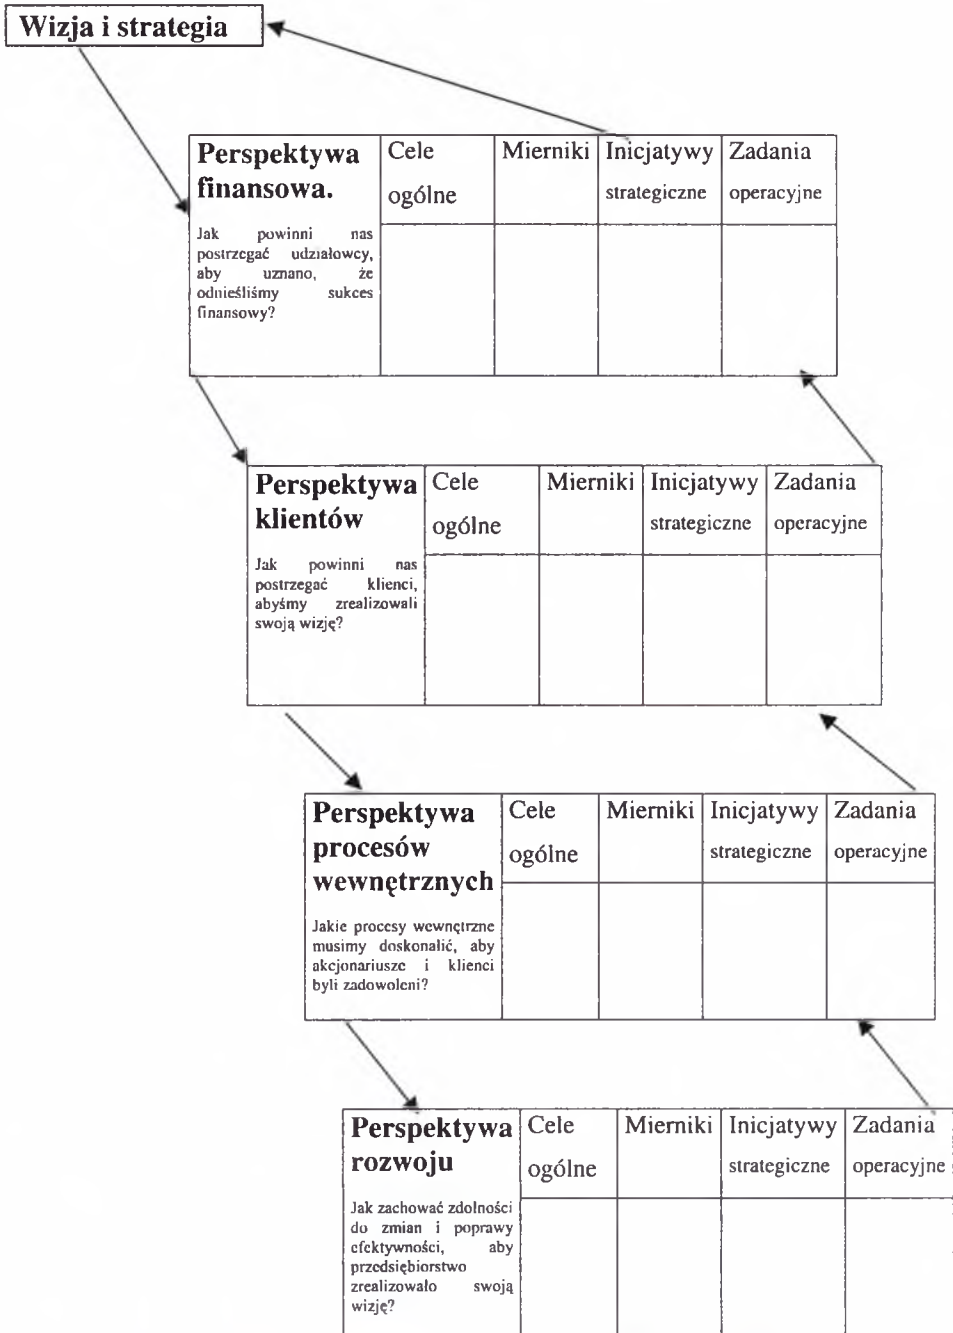 Wizja i strategia
Perspektywa
finansowa.
Jak powinni nas
postrzegać udziałowcy,
aby uznano, że
odnieśliśmy sukces
finansowy?
Cele
ogólne
Mierniki
Inicjatywy
strategiczne
Zadania
operacyjne
Perspektywa
klientów
Jak powinni nas
postrzegać klienci,
abyśmy zrealizowali
swoją wizję?
Cele
ogólne
Mierniki
Inicjatywy
strategiczne
Zadania
operacyjne
Perspektywa
procesów
wewnętrznych
Jakie procesy wewnętrzne
musimy doskonalić, aby
akcjonariusze i klienci
byli zadowoleni?
Cele
ogólne
Mierniki
Inicjatywy
strategiczne
Zadania
operacyjne
Perspektywa
rozwoju
Jak zachować zdolności
do zmian i poprawy
efektywności, aby
przedsiębiorstwo
zrealizowało swoją
wizję?
Cele
ogólne
Mierniki
Inicjatywy
strategiczne
Zadania
operacyjne